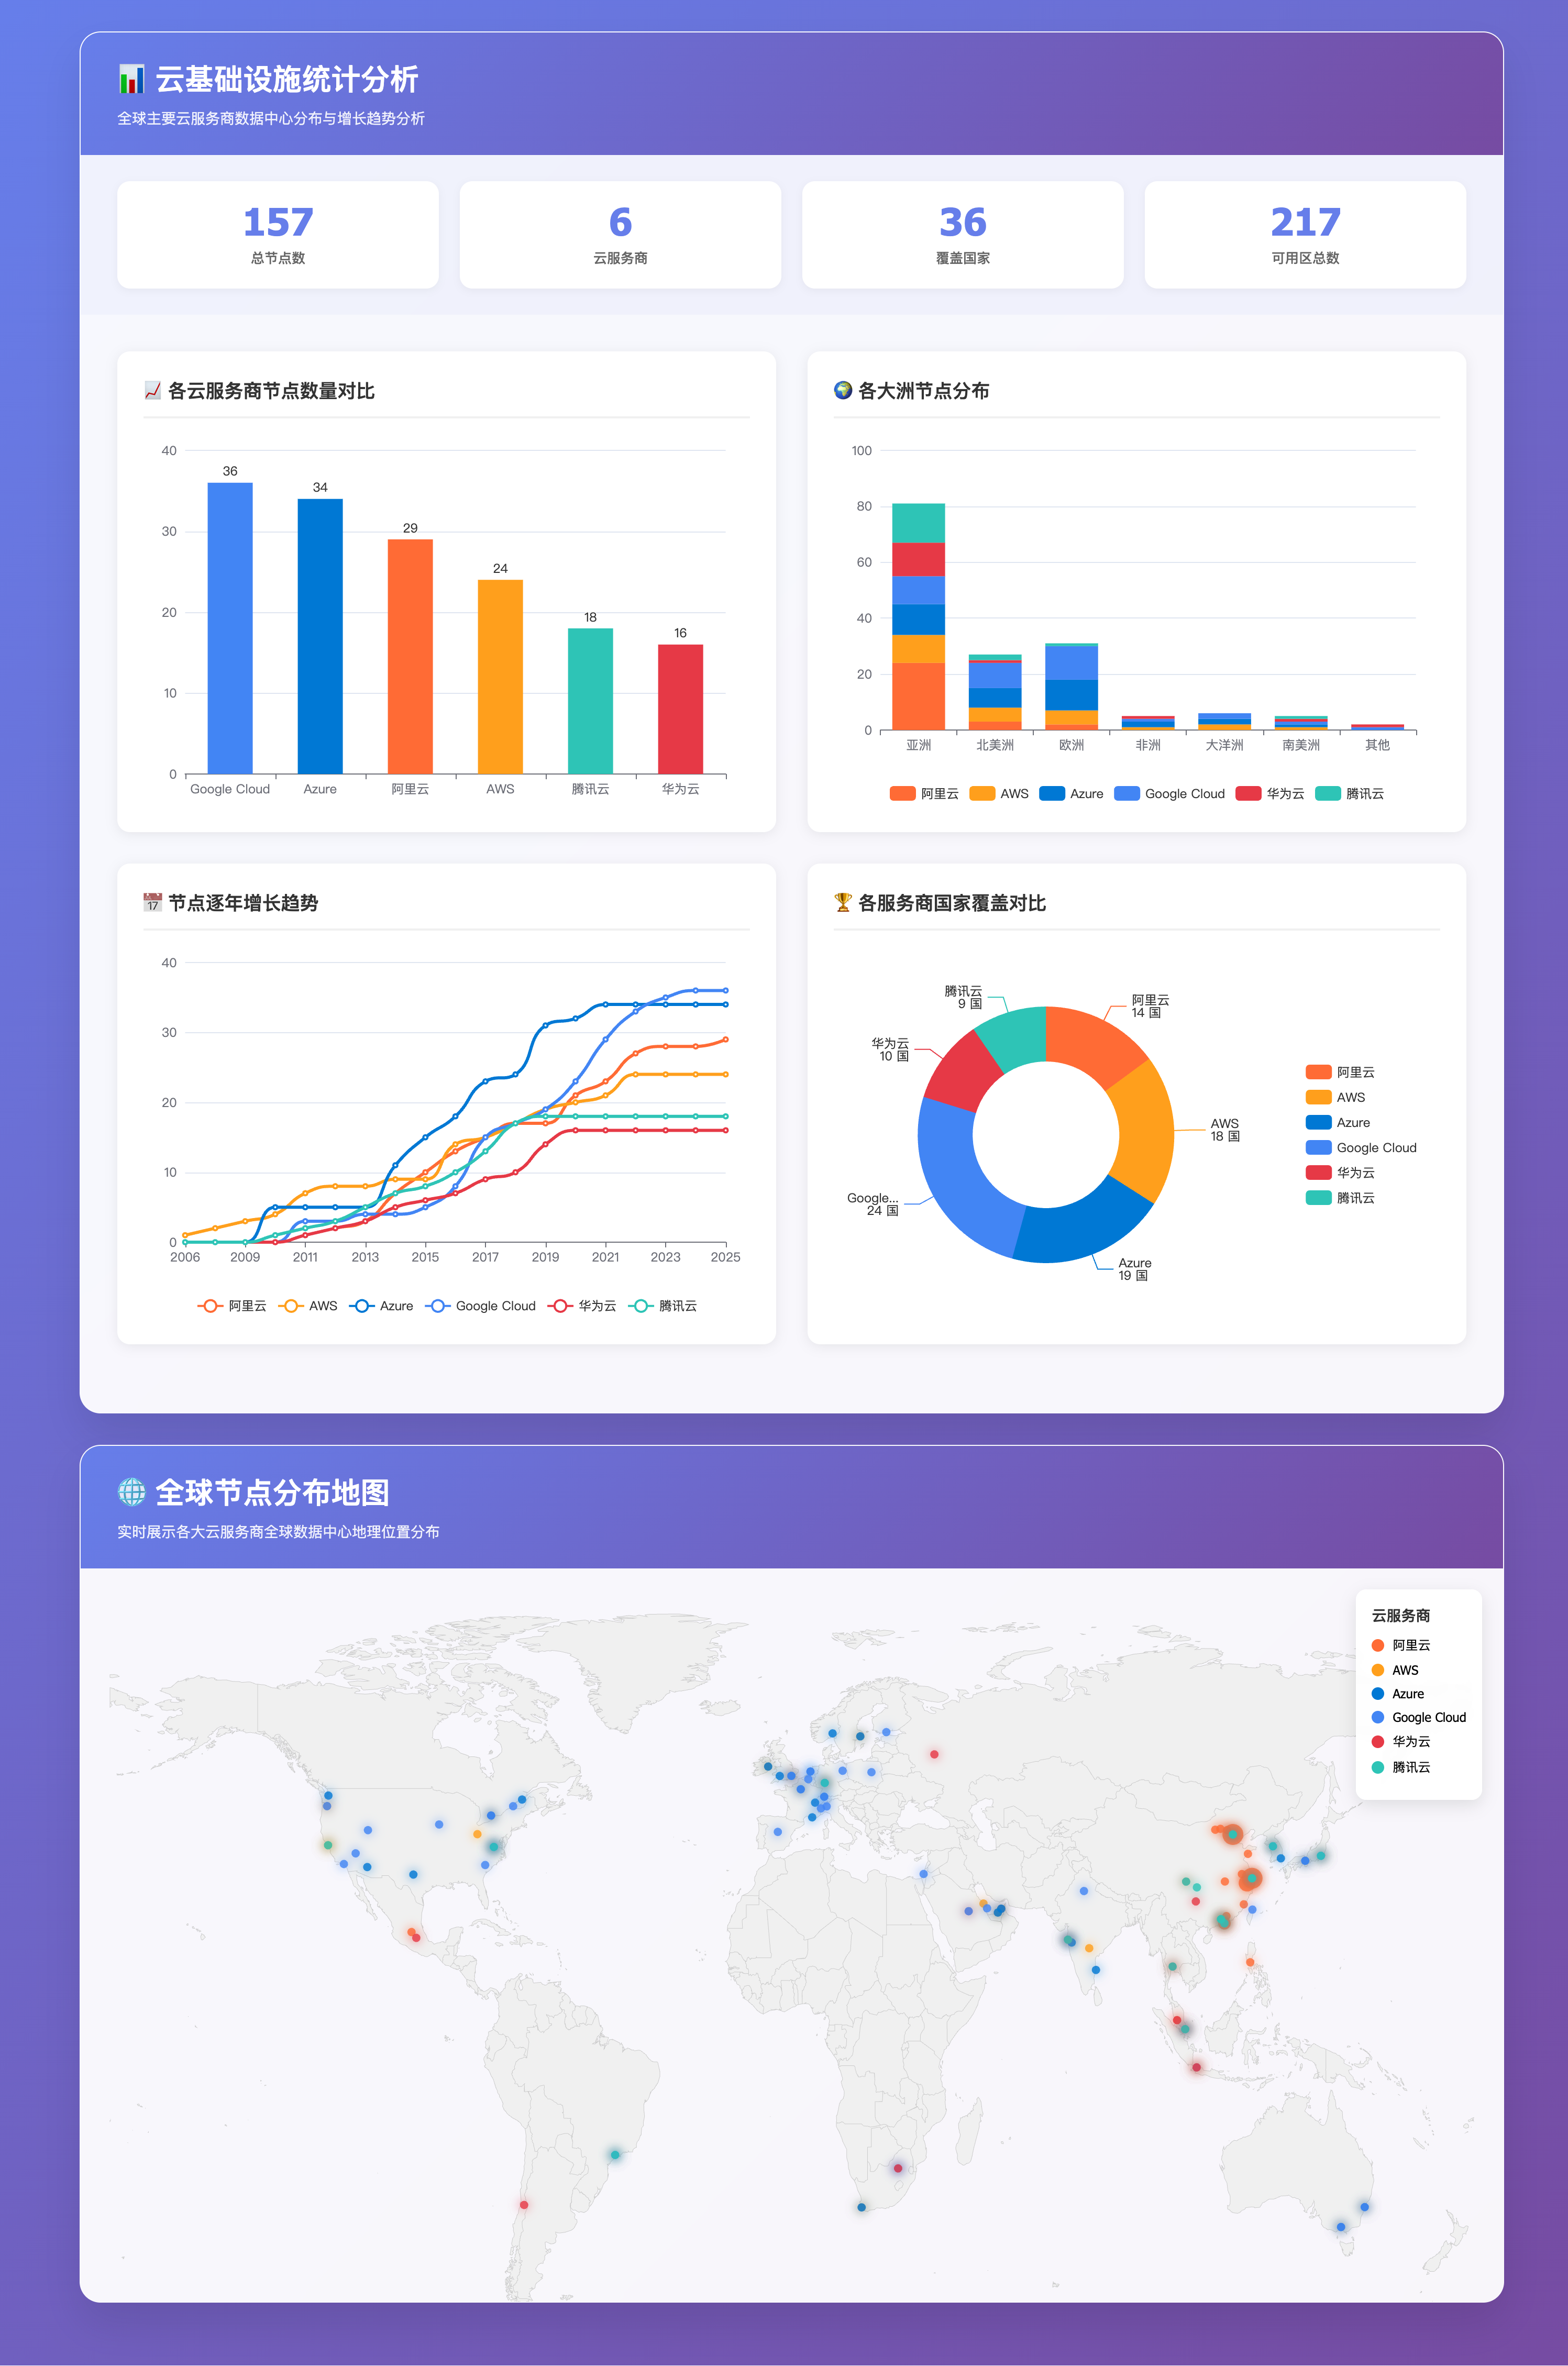 📊 云基础设施统计分析
全球主要云服务商数据中心分布与增长趋势分析
157
总节点数
6
云服务商
36
覆盖国家
217
可用区总数
📈 各云服务商节点数量对比
40
30
20
10
0
36
34
29
24
18
16
Google Cloud Azure 阿里云 AWS 腾讯云 华为云
🌍 各大洲节点分布
100
80
60
40
20
0
亚洲 北美洲 欧洲 非洲 大洋洲 南美洲 其他
阿里云 AWS Azure Google Cloud 华为云 腾讯云
📅 节点逐年增长趋势
40
30
20
10
0
2006 2009 2011 2013 2015 2017 2019 2021 2023 2025
阿里云 AWS Azure Google Cloud 华为云 腾讯云
🏆 各服务商国家覆盖对比
腾讯云
9 国
阿里云
14 国
华为云
10 国
AWS
18 国
Google...
24 国
Azure
19 国
阿里云
AWS
Azure
Google Cloud
华为云
腾讯云
🌐 全球节点分布地图
实时展示各大云服务商全球数据中心地理位置分布
云服务商
阿里云
AWS
Azure
Google Cloud
华为云
腾讯云